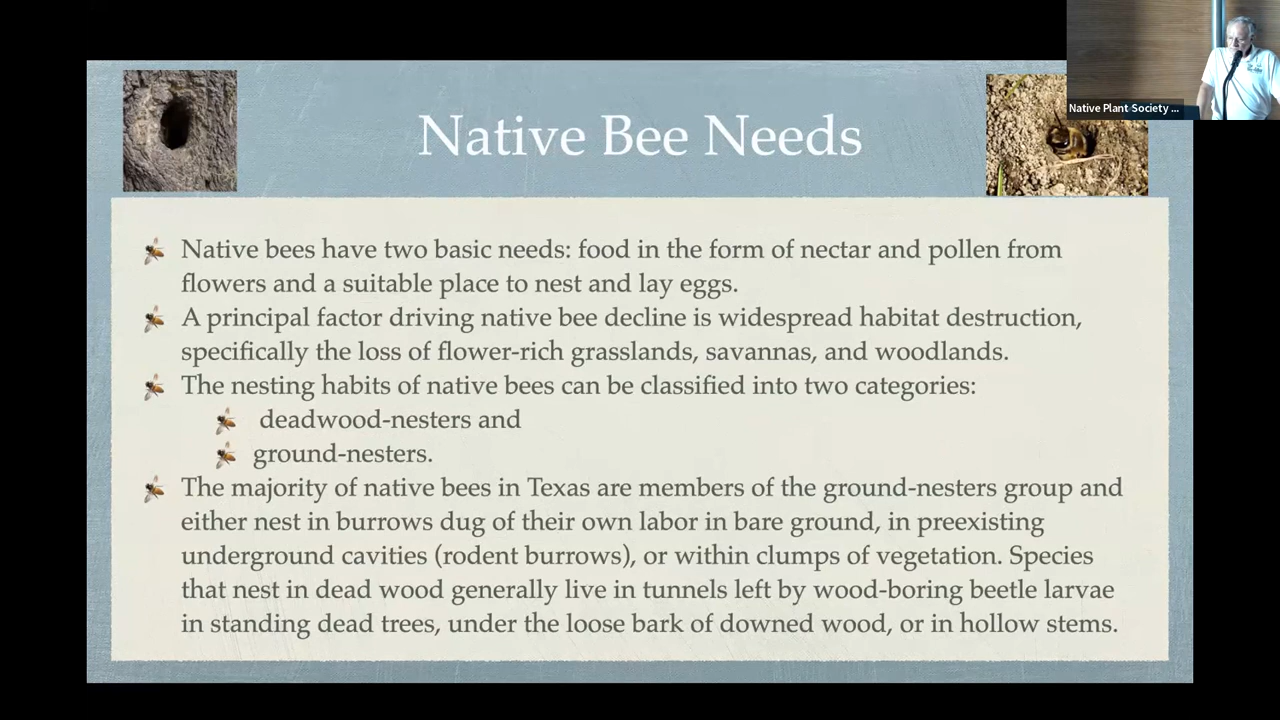 Native Plant Society ...
Native Bee Needs
Native bees have two basic needs: food in the form of nectar and pollen from
flowers and a suitable place to nest and lay eggs.
A principal factor driving native bee decline is widespread habitat destruction,
specifically the loss of flower-rich grasslands, savannas, and woodlands.
The nesting habits of native bees can be classified into two categories:
deadwood-nesters and
ground-nesters.
The majority of native bees in Texas are members of the ground-nesters group and
either nest in burrows dug of their own labor in bare ground, in preexisting
underground cavities (rodent burrows), or within clumps of vegetation. Species
that nest in dead wood generally live in tunnels left by wood-boring beetle larvae
in standing dead trees, under the loose bark of downed wood, or in hollow stems.